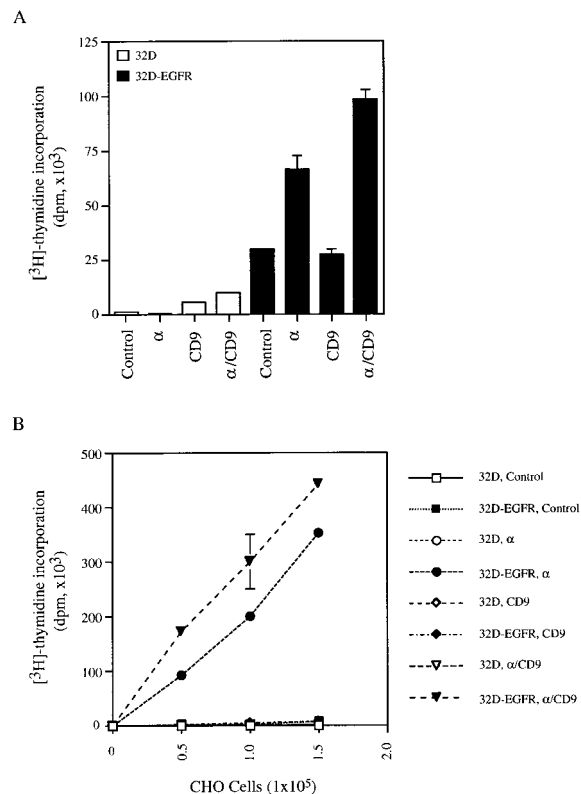 A
32D
32D-EGFR
[³H]-thymidine incorporation
(dpm, x10³)
125
100
75
50
25
0
Control
α
CD9
α/CD9
Control
α
CD9
α/CD9
B
[³H]-thymidine incorporation
(dpm, x10³)
500
400
300
200
100
0
0
0.5
1.0
1.5
2.0
CHO Cells (1x10⁵)
32D, Control
32D-EGFR, Control
32D, α
32D-EGFR, α
32D, CD9
32D-EGFR, CD9
32D, α/CD9
32D-EGFR, α/CD9